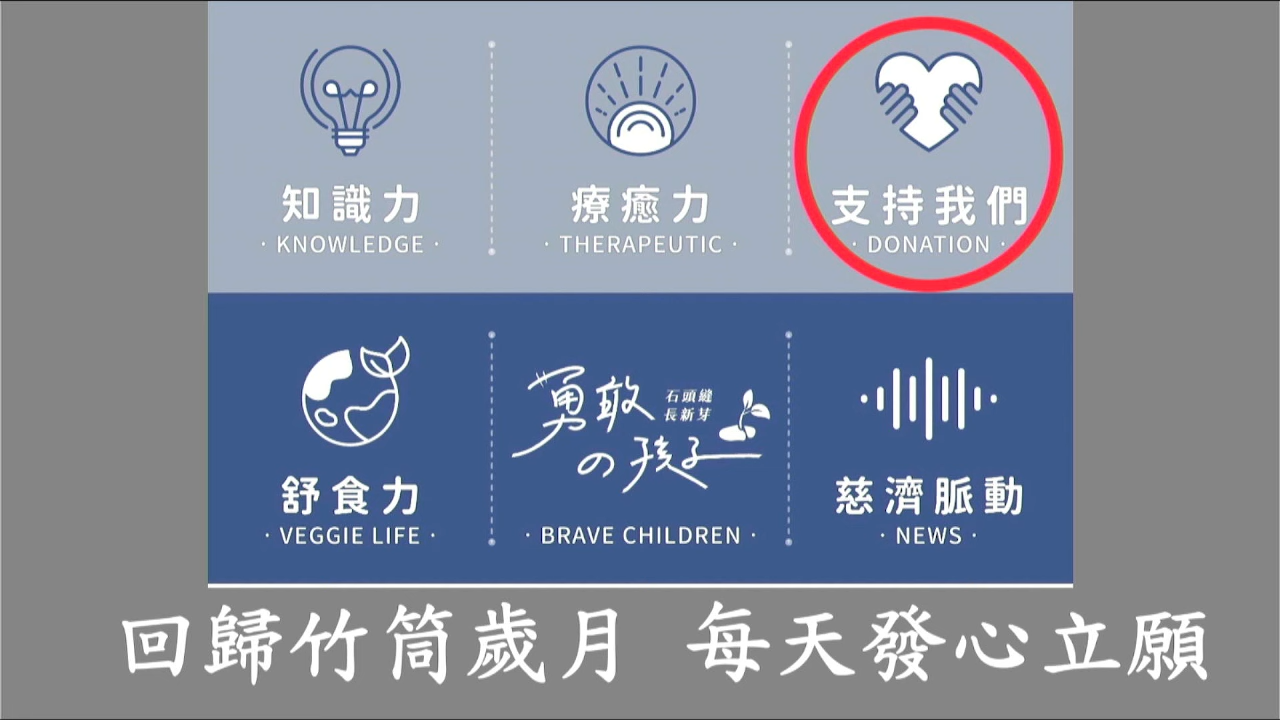 知識力
· KNOWLEDGE ·
療癒力
· THERAPEUTIC ·
支持我們
· DONATION ·
舒食力
· VEGGIE LIFE ·
勇敢
の孩子
石頭縫
長新芽
· BRAVE CHILDREN ·
慈濟脈動
· NEWS ·
回歸竹筒歲月 每天發心立願